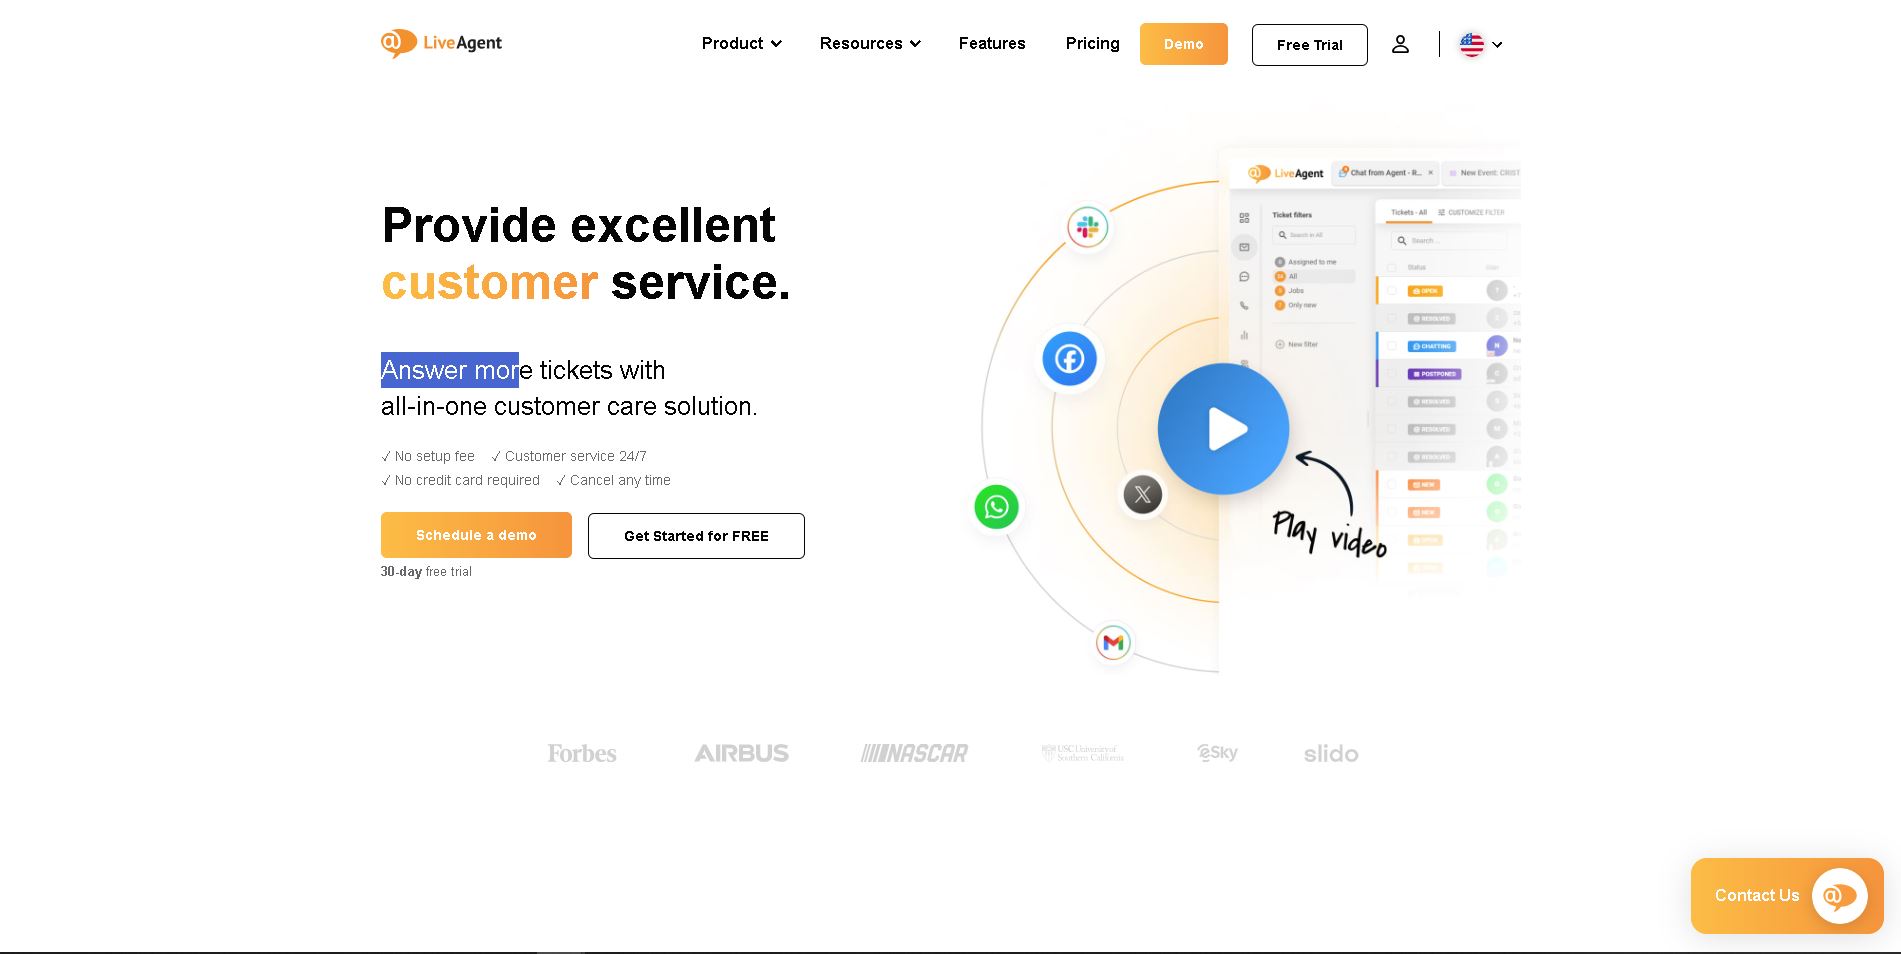 LiveAgent
Product
Resources
Features
Pricing
Demo
Free Trial
Provide excellent
customer service.
Answer more tickets with
all-in-one customer care solution.
✓ No setup fee ✓ Customer service 24/7
✓ No credit card required ✓ Cancel any time
Schedule a demo
Get Started for FREE
30-day free trial
LiveAgent
Chat from Agent - R...
New Event: CRIST
Ticket filters
Search in All
Assigned to me
All
Jobs
Only new
New filter
Tickets - All
CUSTOMIZE FILTER
Search ...
Status
OPEN
RESOLVED
CHATTING
POSTPONED
RESOLVED
RESOLVED
RESOLVED
NEW
NEW
OPEN
OPEN
Play video
Forbes
AIRBUS
NASCAR
USC University of
Southern California
eSky
slido
Contact Us